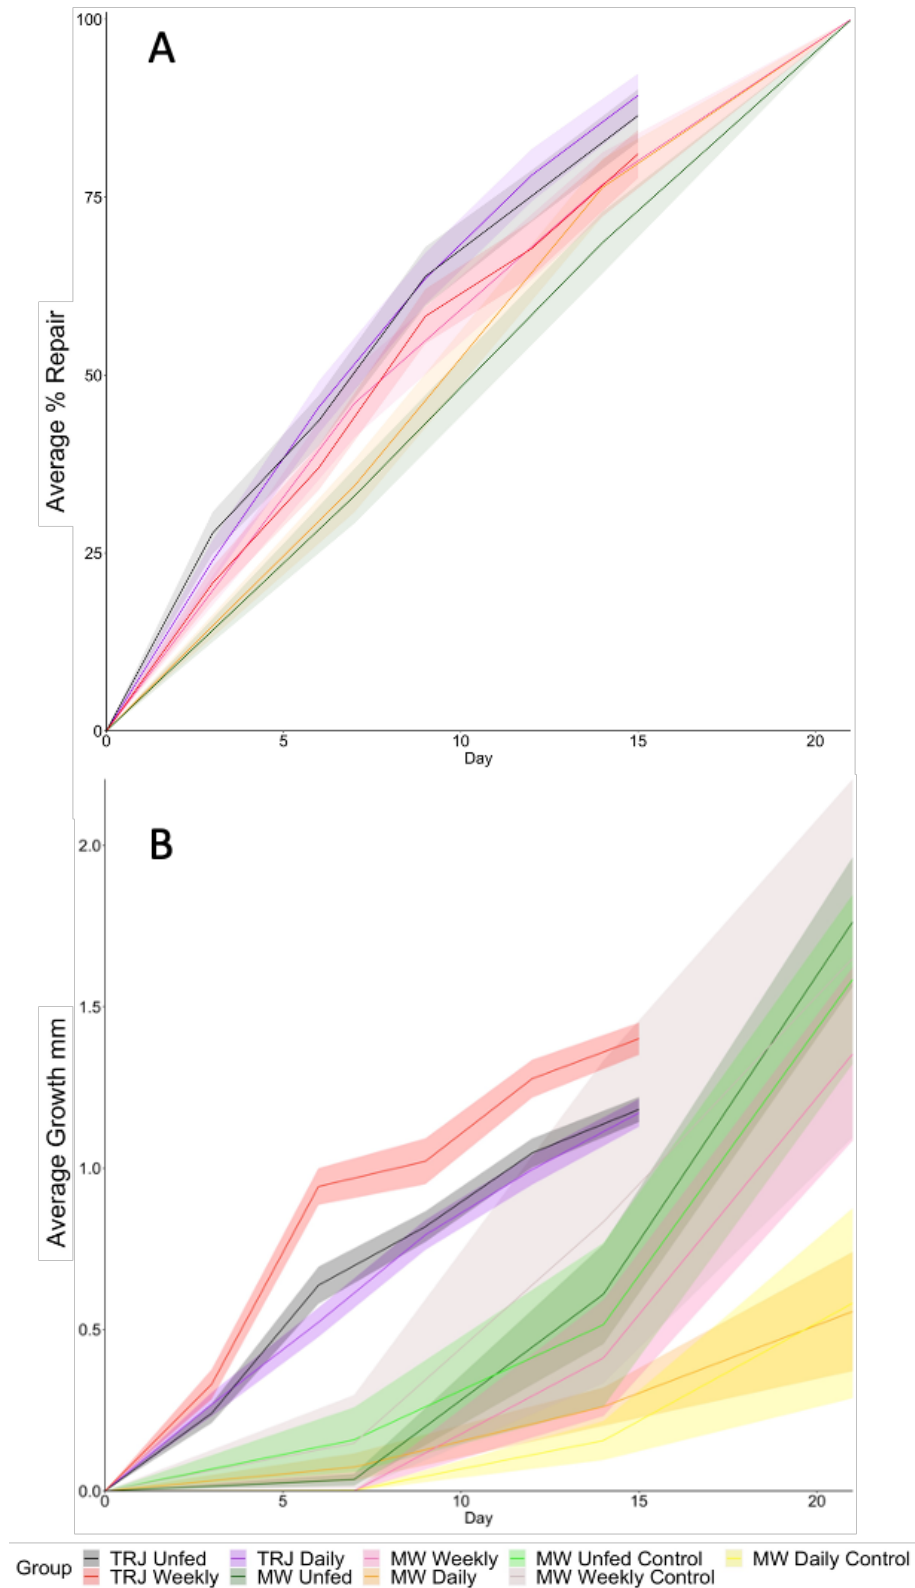 A
100
75
50
25
0
Average % Repair
0 5 10 15 20
Day
B
2.0
1.5
1.0
0.5
0.0
Average Growth mm
0 5 10 15 20
Day
Group TRJ Unfed TRJ Daily MW Weekly MW Unfed Control MW Daily Control
TRJ Weekly MW Unfed MW Daily MW Weekly Control